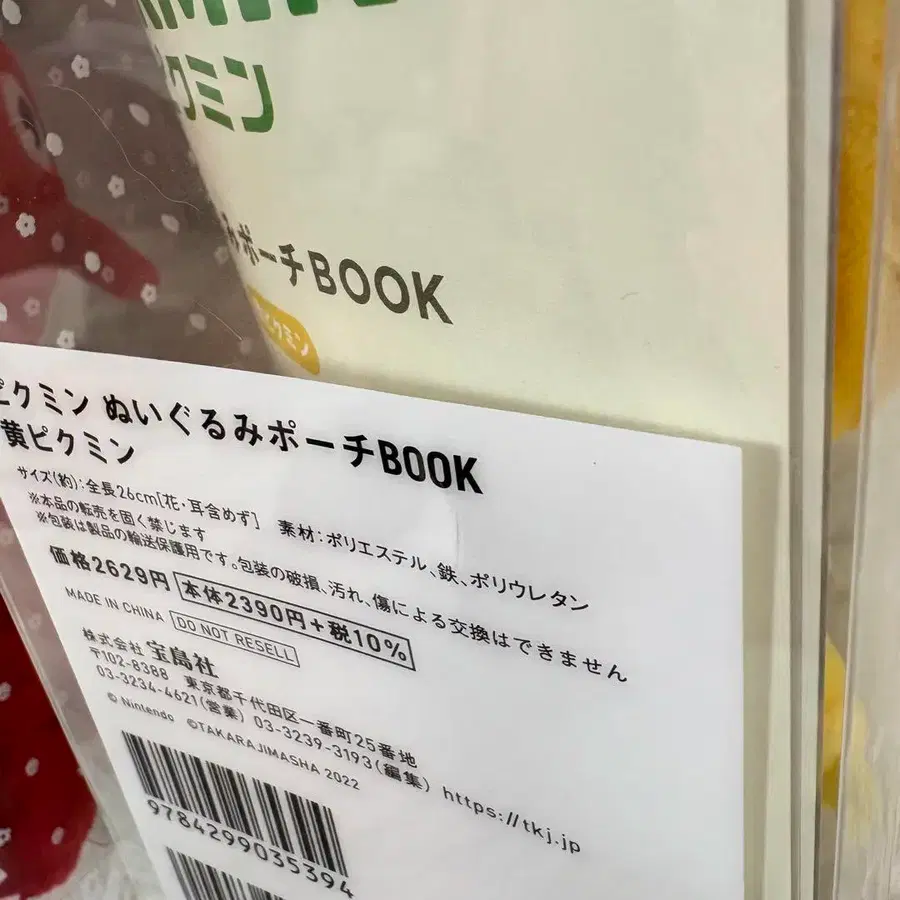 クミン
みポーチBOOK
クミン
ピクミン ぬいぐるみポーチBOOK
黄ピクミン
サイズ(約):全長26cm[花・耳含めず] 素材:ポリエステル、鉄、ポリウレタン
※本品の転売を固く禁じます
※包装は製品の輸送保護用です。包装の破損、汚れ、傷による交換はできません
価格2629円 本体2390円+税10%
MADE IN CHINA DO NOT RESELL
株式会社 宝島社
〒102-8388 東京都千代田区一番町25番地
03-3234-4621(営業) 03-3239-3193(編集) https://tkj.jp
© Nintendo ©TAKARAJIMASHA 2022
9784299035394